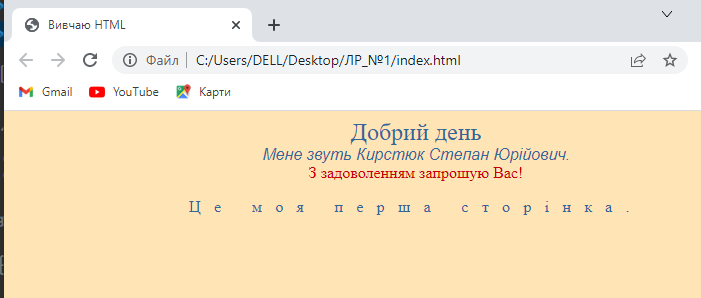 Вивчаю HTML
Файл C:/Users/DELL/Desktop/ЛР_№1/index.html
Gmail YouTube Карти
Добрий день
Мене звуть Кирстюк Степан Юрійович.
З задоволенням запрошую Вас!
Це моя перша сторінка.